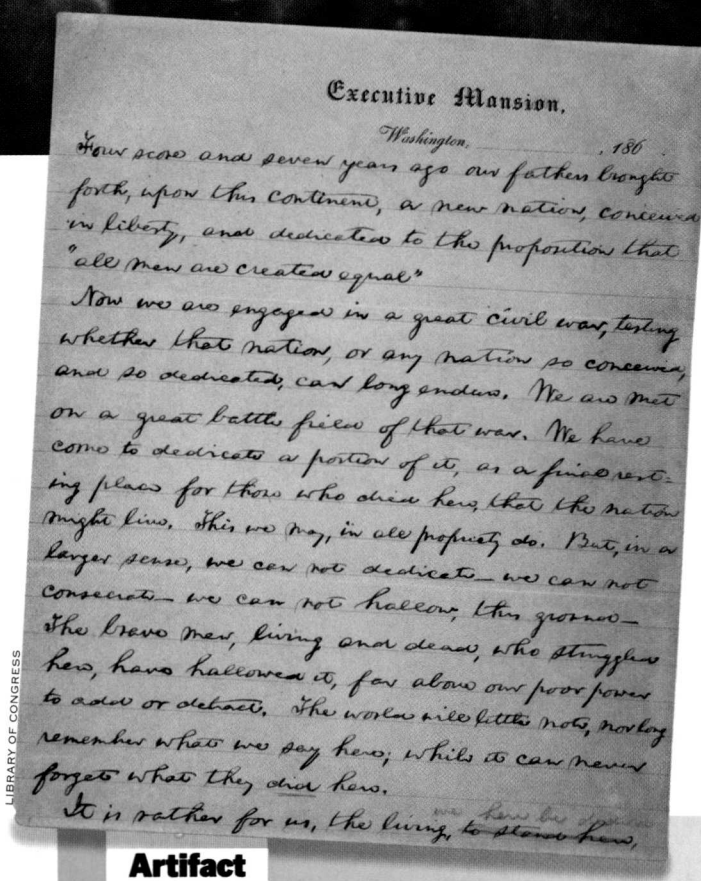 Executive Mansion,
Washington, , 186 .
Four score and seven years ago our fathers brought
forth, upon this continent, a new nation, conceived
in liberty, and dedicated to the proposition that
"all men are created equal"
Now we are engaged in a great civil war, testing
whether that nation, or any nation so conceived,
and so dedicated, can long endure. We are met
on a great battle field of that war. We have
come to dedicate a portion of it, as a final rest-
ing place for those who died here, that the nation
might live. This we may, in all propriety do. But, in a
larger sense, we can not dedicate — we can not
consecrate — we can not hallow, this ground —
The brave men, living and dead, who struggled
here, have hallowed it, far above our poor power
to add or detract. The world will little note, nor long
remember what we say here; while it can never
forget what they did here.
we here be
It is rather for us, the living, to stand here,
LIBRARY OF CONGRESS
Artifact